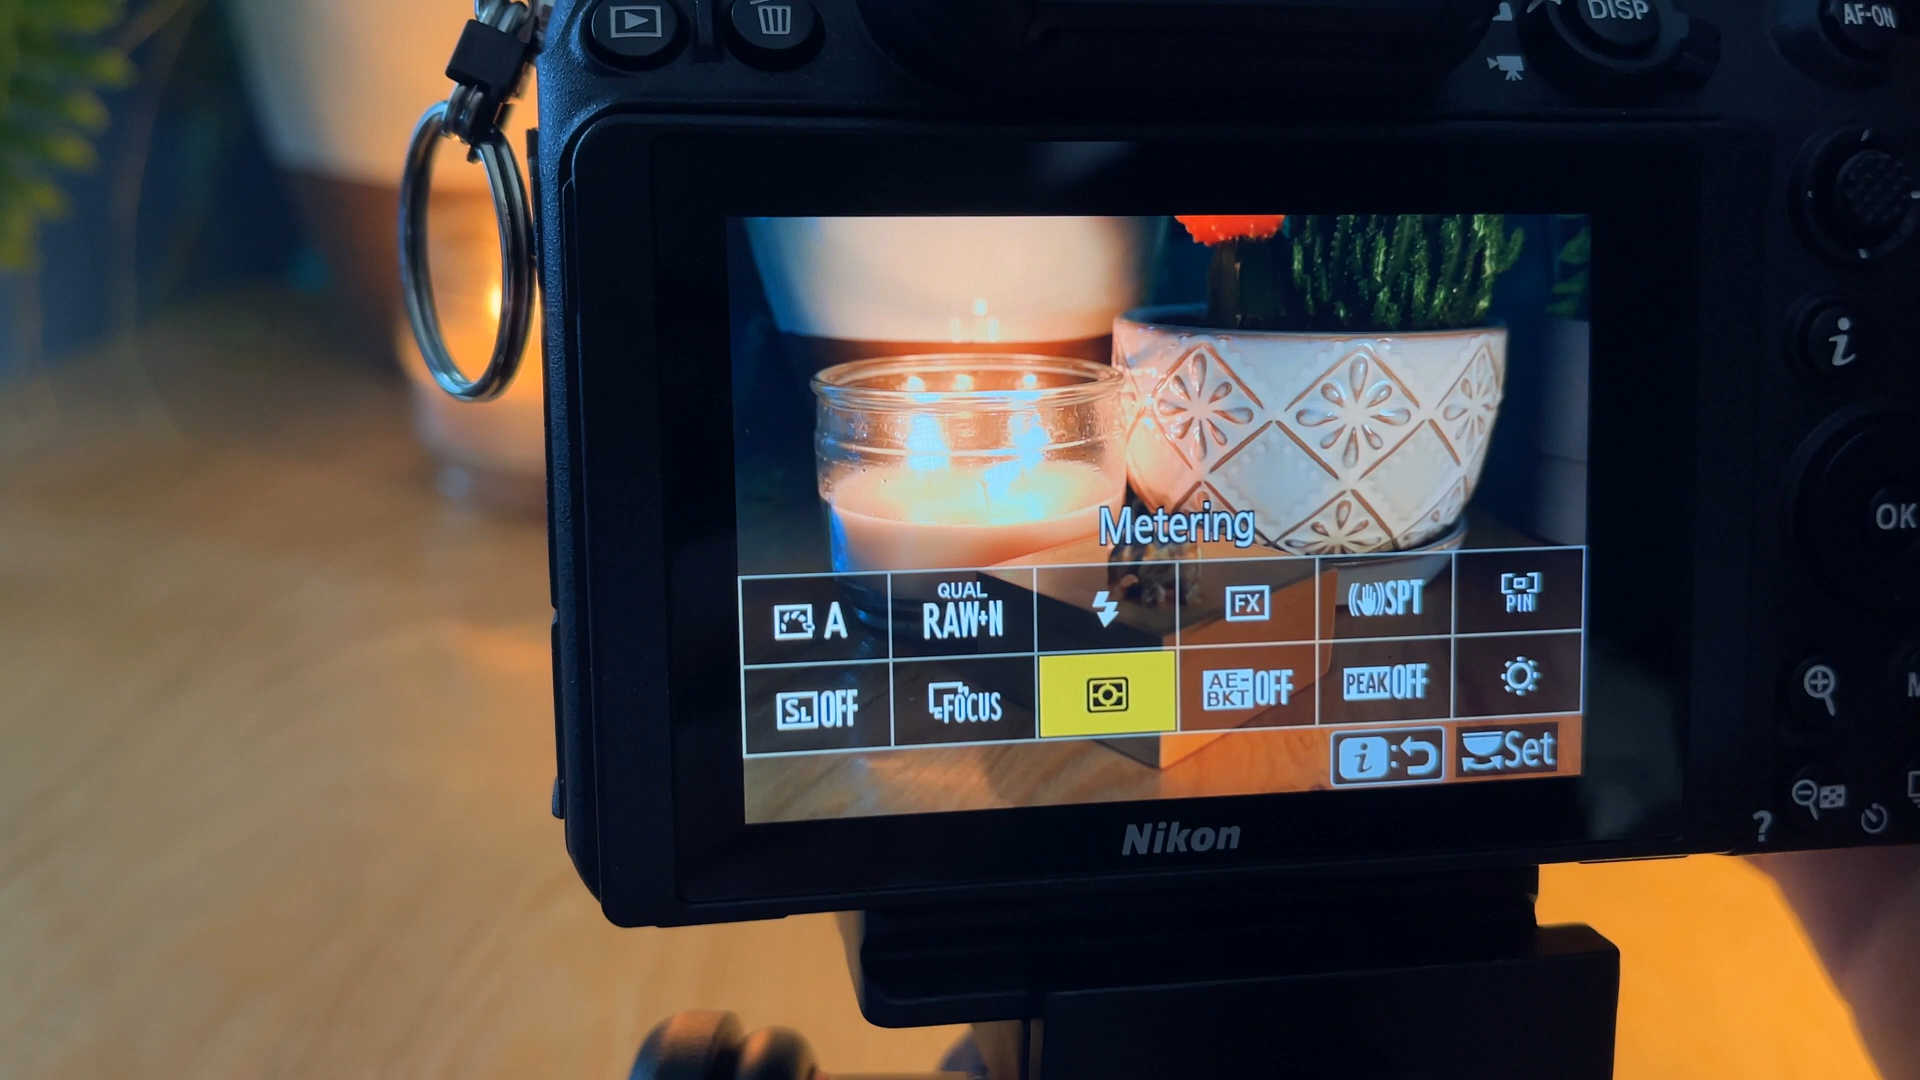 DISP
AF-ON
i
OK
Metering
A
QUAL
RAW+N
FX
SPT
PIN
SL OFF
FOCUS
AE-
BKT OFF
PEAK OFF
i:
Set
Nikon
?